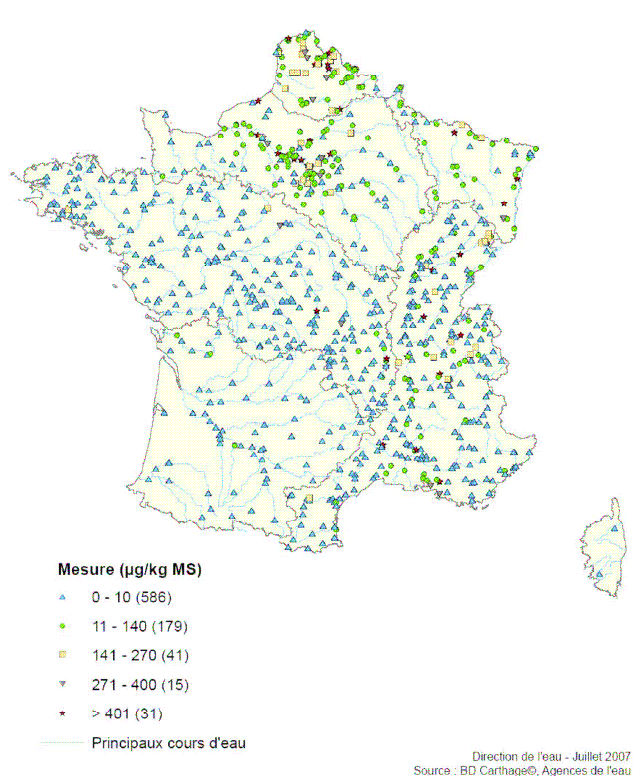 Mesure (µg/kg MS)
0 - 10 (586)
11 - 140 (179)
141 - 270 (41)
271 - 400 (15)
> 401 (31)
Principaux cours d'eau
Direction de l'eau - Juillet 2007
Source : BD Carthage©, Agences de l'eau